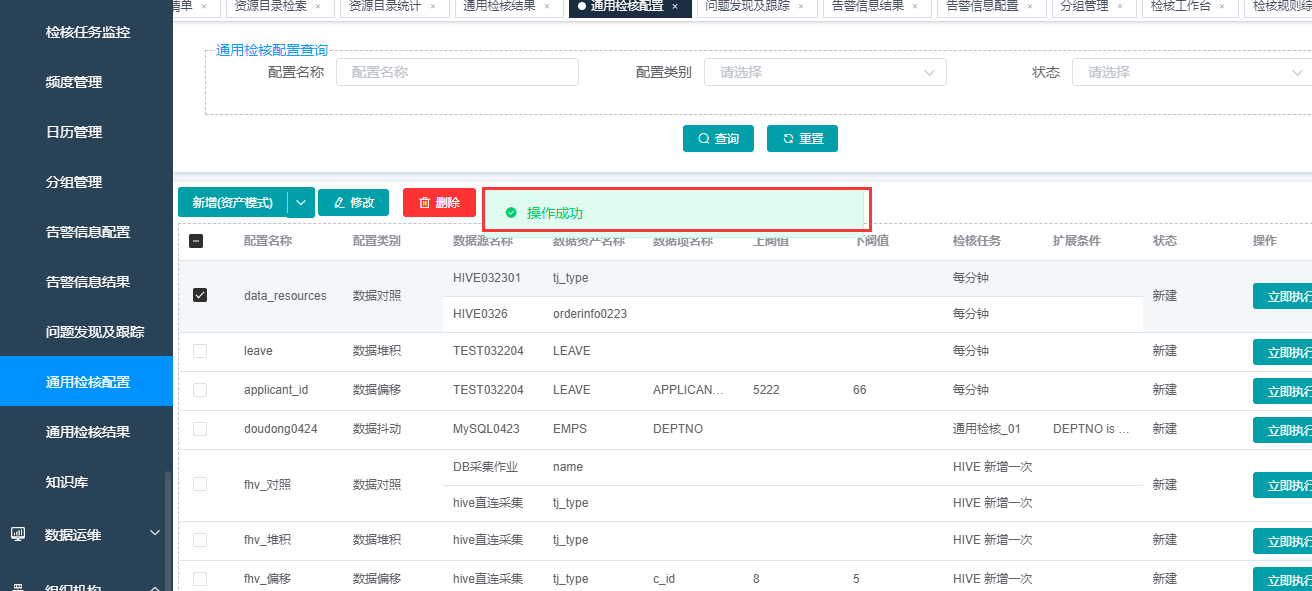 清单 × 资源目录检索 × 资源目录统计 × 通用检核结果 × 通用检核配置 × 问题发现及跟踪 × 告警信息结果 × 告警信息配置 × 分组管理 × 检核工作台 × 检核规则综
检核任务监控
频度管理
日历管理
分组管理
告警信息配置
告警信息结果
问题发现及跟踪
通用检核配置
通用检核结果
知识库
数据运维
组织机构
通用检核配置查询
配置名称 配置名称 配置类别 请选择 状态 请选择
查询 重置
新增(资产模式) 修改 删除 操作成功
配置名称 配置类别 数据源名称 数据资产名称 数据项名称 上阈值 下阈值 检核任务 扩展条件 状态 操作
HIVE032301 tj_type 每分钟
data_resources 数据对照 新建 立即执行
HIVE0326 orderinfo0223 每分钟
leave 数据堆积 TEST032204 LEAVE 每分钟 新建 立即执行
applicant_id 数据偏移 TEST032204 LEAVE APPLICAN... 5222 66 每分钟 新建 立即执行
doudong0424 数据抖动 MySQL0423 EMPS DEPTNO 通用检核_01 DEPTNO is ... 新建 立即执行
DB采集作业 name HIVE 新增一次
fhv_对照 数据对照 新建 立即执行
hive直连采集 tj_type HIVE 新增一次
fhv_堆积 数据堆积 hive直连采集 tj_type HIVE 新增一次 新建 立即执行
fhv_偏移 数据偏移 hive直连采集 tj_type c_id 8 5 HIVE 新增一次 新建 立即执行